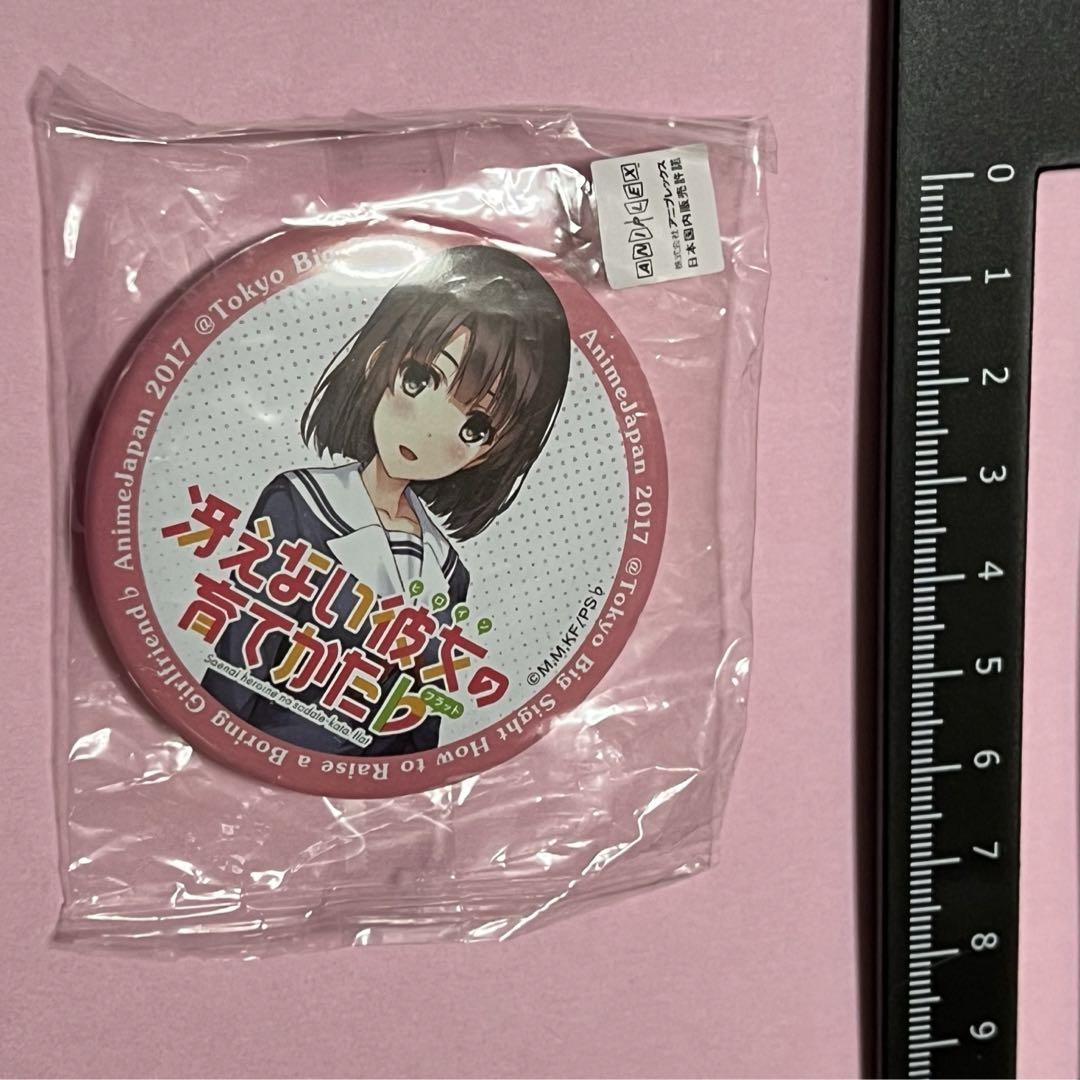 ANIPLEX
株式会社アニプレックス
日本国内販売許諾
AnimeJapan 2017 @Tokyo Big
AnimeJapan 2017 @Tokyo Big Sight How to Raise a Boring Girlfriend♭
冴えない彼女の
ヒロイン
育てかた♭
フラット
Saenai heroine no sodate-kata flat
©M,M,KF/PS♭
0
1
2
3
4
5
6
7
8
9